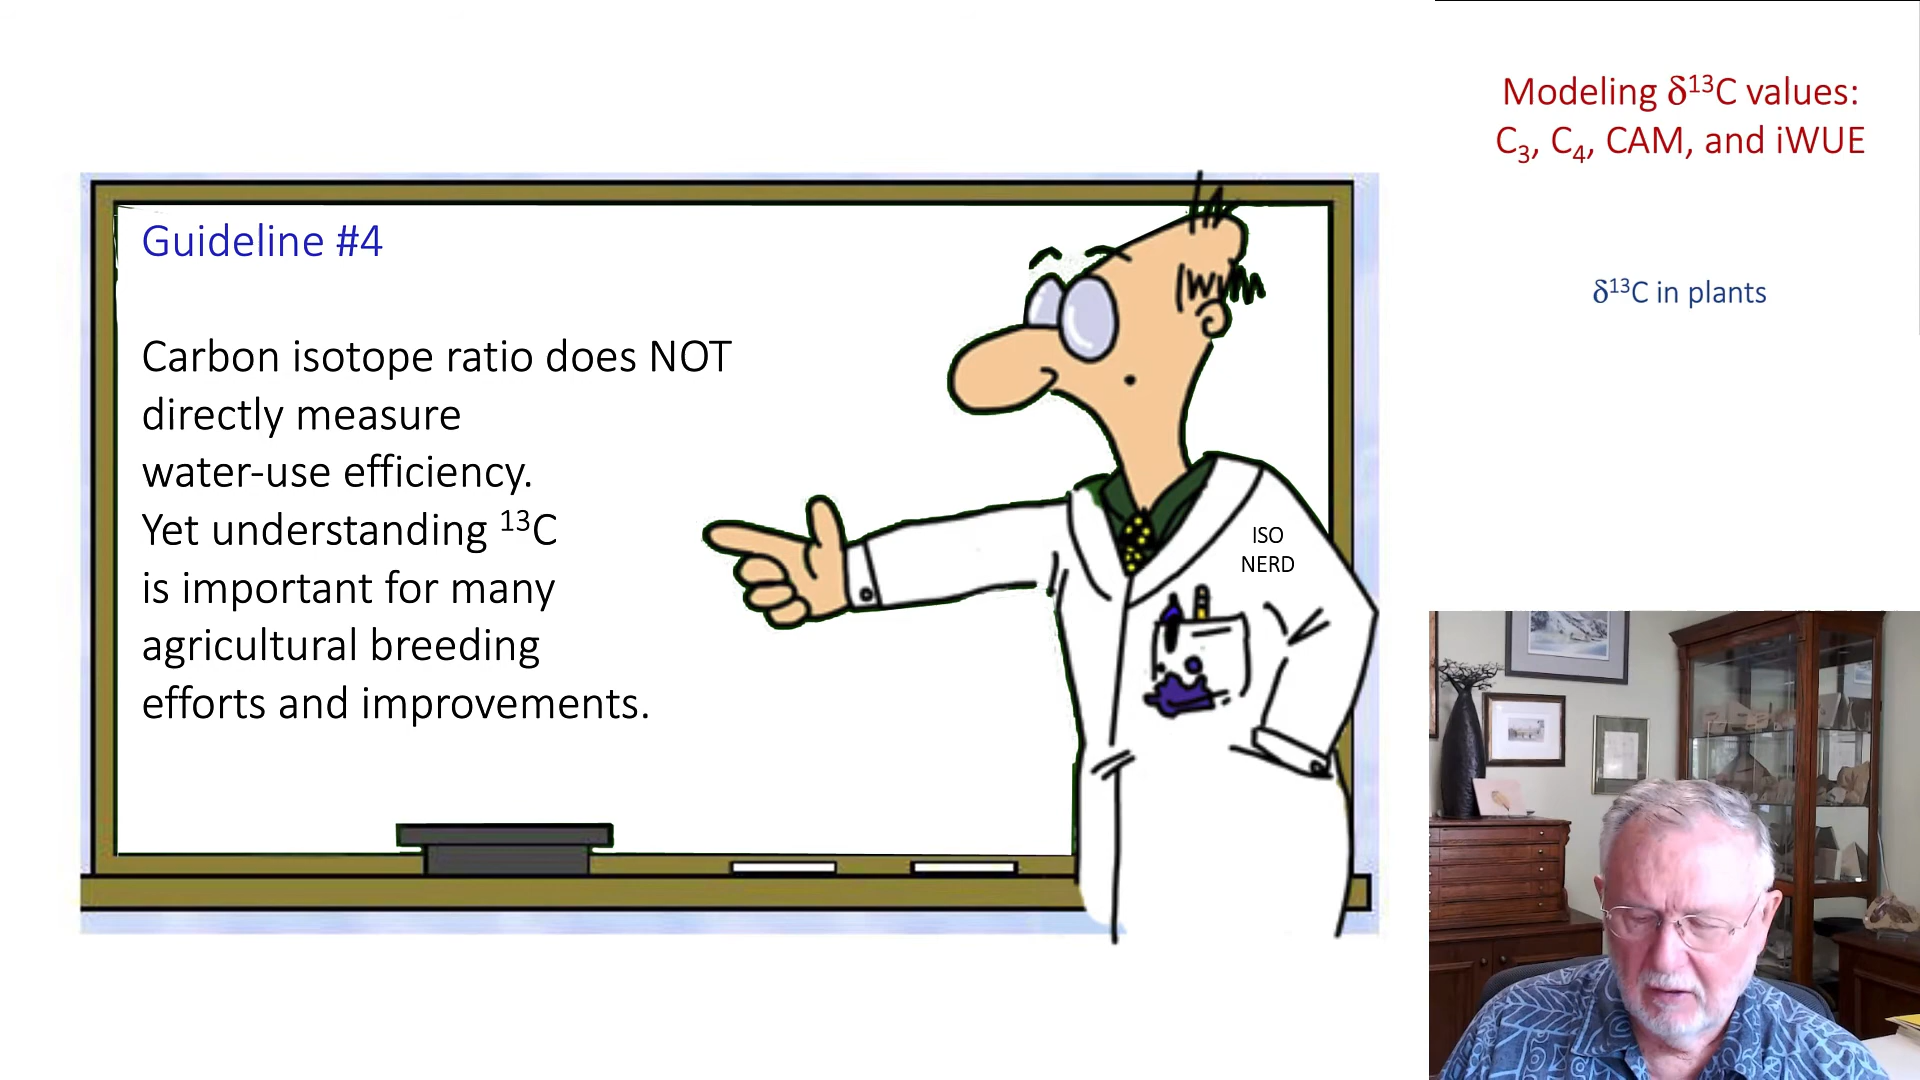 Modeling δ¹³C values:
C₃, C₄, CAM, and iWUE
δ¹³C in plants
Guideline #4
Carbon isotope ratio does NOT
directly measure
water-use efficiency.
Yet understanding ¹³C
is important for many
agricultural breeding
efforts and improvements.
ISO
NERD